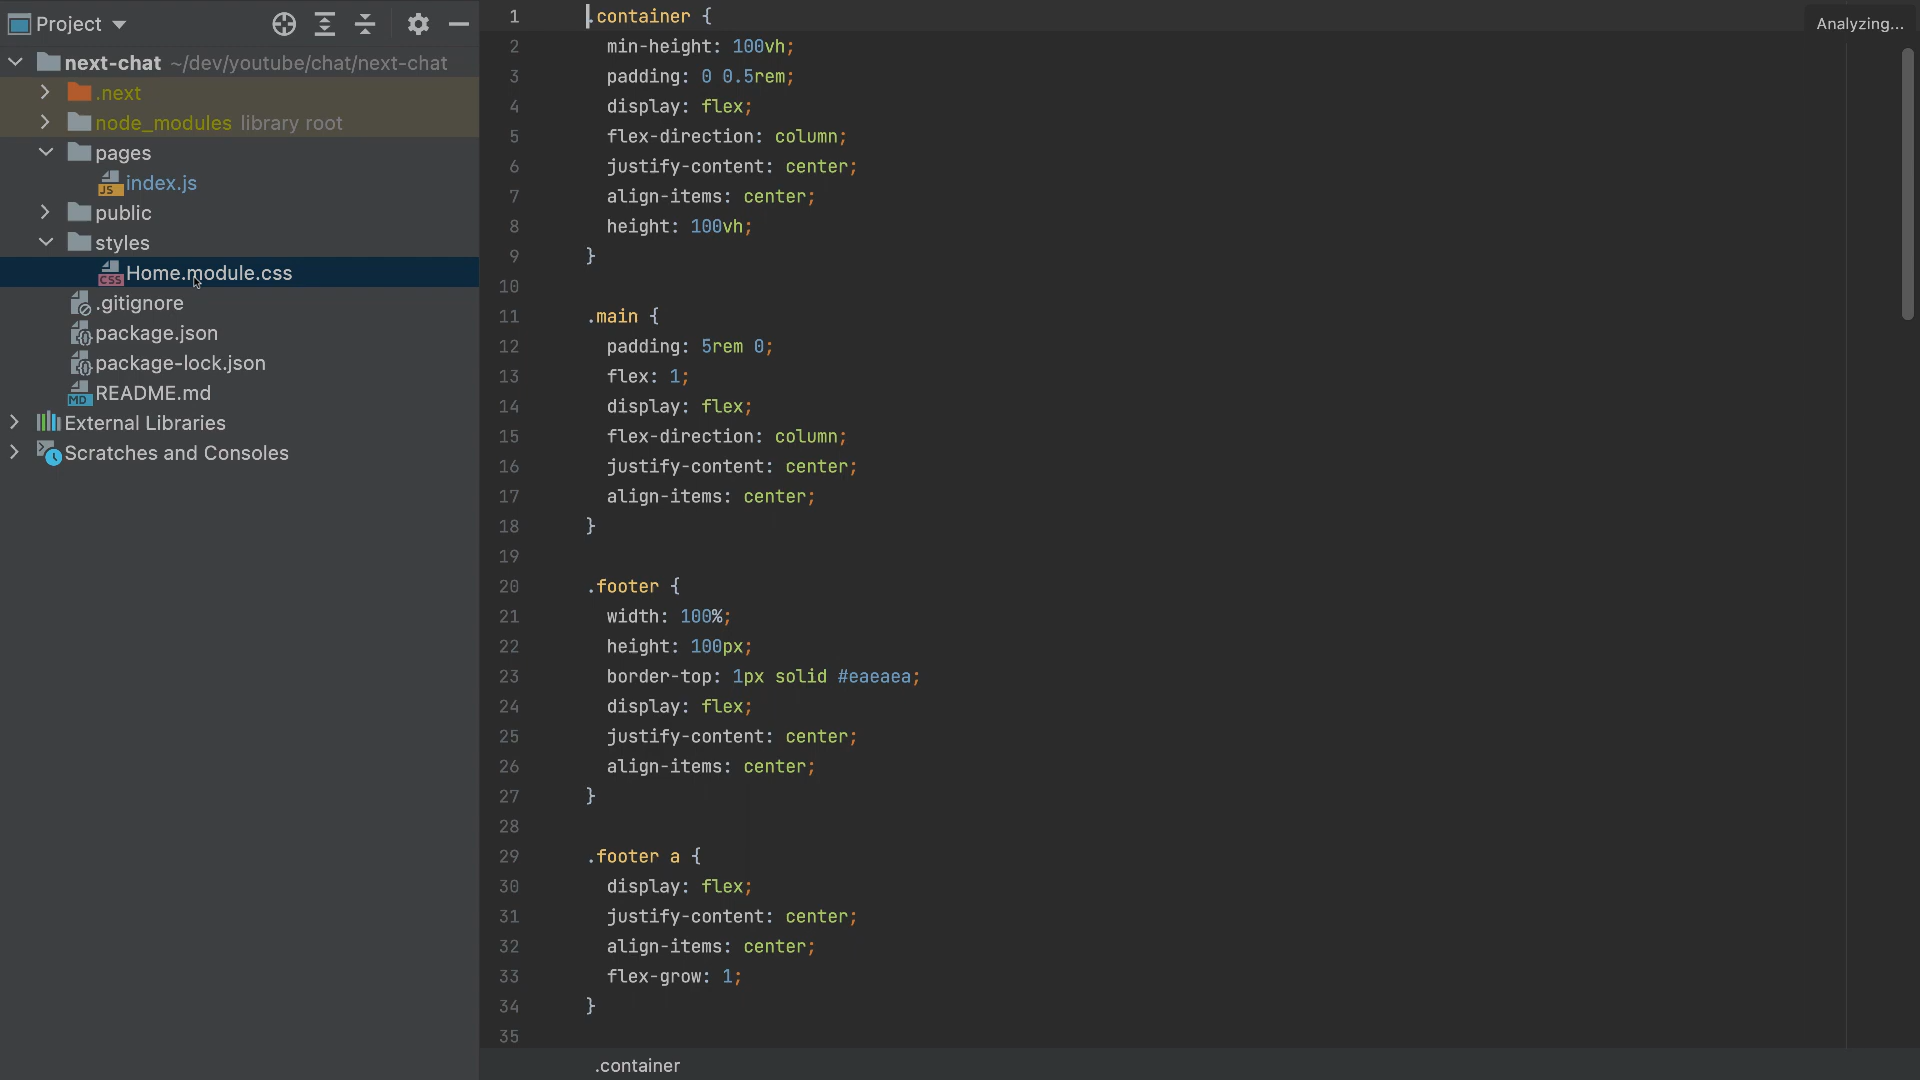 Project
next-chat ~/dev/youtube/chat/next-chat
.next
node_modules library root
pages
JS index.js
public
styles
CSS Home.module.css
.gitignore
package.json
package-lock.json
MD README.md
External Libraries
Scratches and Consoles
Analyzing...
1 .container {
2 min-height: 100vh;
3 padding: 0 0.5rem;
4 display: flex;
5 flex-direction: column;
6 justify-content: center;
7 align-items: center;
8 height: 100vh;
9 }
10
11 .main {
12 padding: 5rem 0;
13 flex: 1;
14 display: flex;
15 flex-direction: column;
16 justify-content: center;
17 align-items: center;
18 }
19
20 .footer {
21 width: 100%;
22 height: 100px;
23 border-top: 1px solid #eaeaea;
24 display: flex;
25 justify-content: center;
26 align-items: center;
27 }
28
29 .footer a {
30 display: flex;
31 justify-content: center;
32 align-items: center;
33 flex-grow: 1;
34 }
35
.container